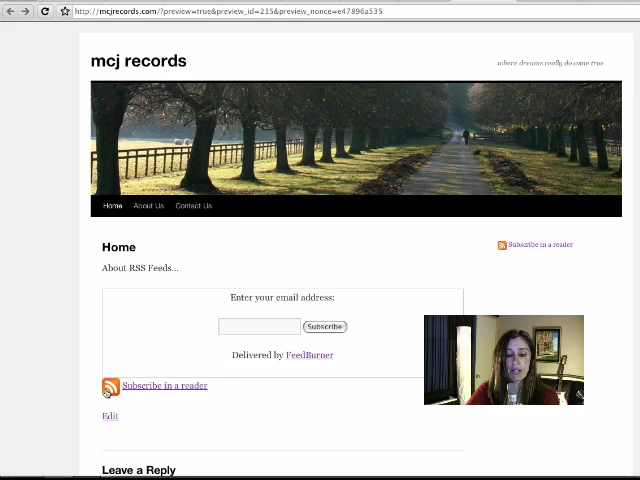 http://mcjrecords.com/?preview=true&preview_id=215&preview_nonce=e47896a535
mcj records
where dreams really do come true
Home About Us Contact Us
Home
Subscribe in a reader
About RSS Feeds...
Enter your email address:
Subscribe
Delivered by FeedBurner
Subscribe in a reader
Edit
Leave a Reply